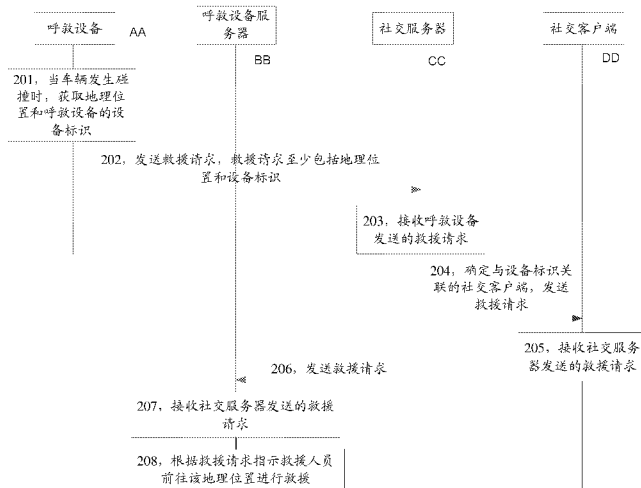 呼救设备
AA
呼救设备服
务器
BB
社交服务器
CC
社交客户端
DD
201，当车辆发生碰
撞时，获取地理位
置和呼救设备的设
备标识
202，发送救援请求，救援请求至少包括地理位
置和设备标识
203，接收呼救设备
发送的救援请求
204，确定与设备标识关
联的社交客户端，发送
救援请求
205，接收社交服务
器发送的救援请求
206，发送救援请求
207，接收社交服务器发送的救援
请求
208，根据救援请求指示救援人员
前往该地理位置进行救援